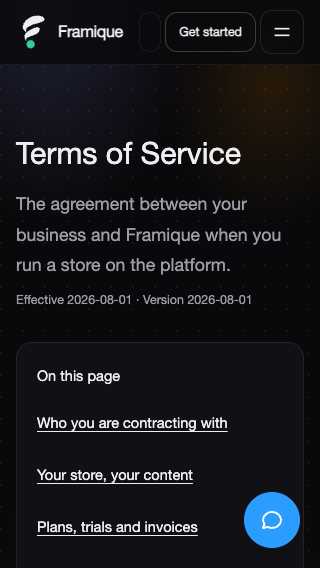 Framique
Get started
Terms of Service
The agreement between your
business and Framique when you
run a store on the platform.
Effective 2026-08-01 · Version 2026-08-01
On this page
Who you are contracting with
Your store, your content
Plans, trials and invoices